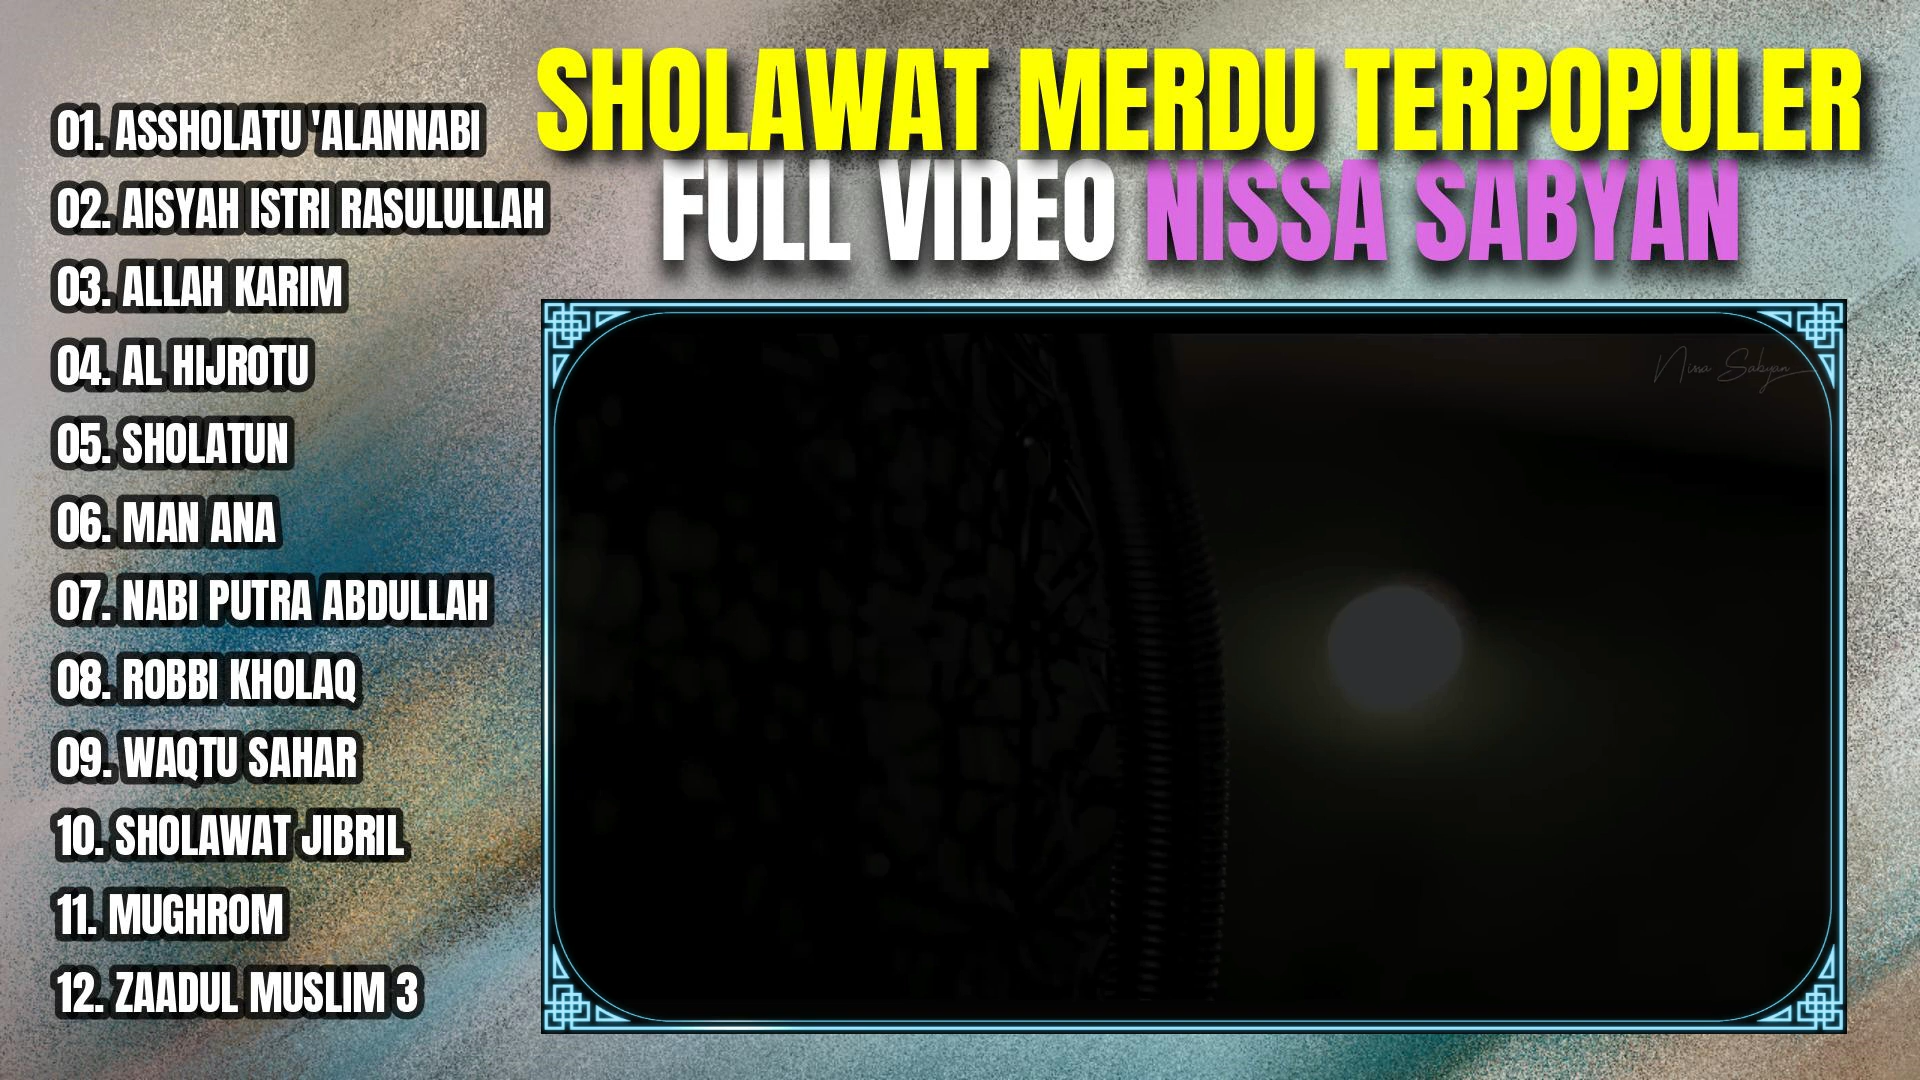 SHOLAWAT MERDU TERPOPULER
FULL VIDEO NISSA SABYAN
01. ASSHOLATU 'ALANNABI
02. AISYAH ISTRI RASULULLAH
03. ALLAH KARIM
04. AL HIJROTU
05. SHOLATUN
06. MAN ANA
07. NABI PUTRA ABDULLAH
08. ROBBI KHOLAQ
09. WAQTU SAHAR
10. SHOLAWAT JIBRIL
11. MUGHROM
12. ZAADUL MUSLIM 3
Nissa Sabyan